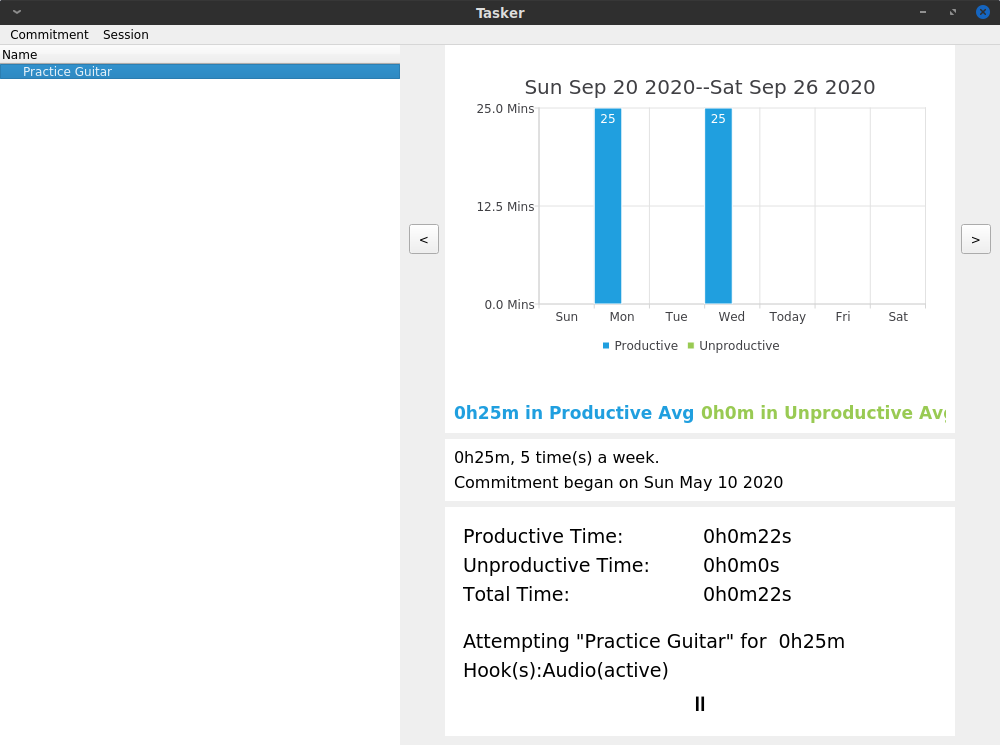 Tasker
Commitment Session
Name
Practice Guitar
Sun Sep 20 2020--Sat Sep 26 2020
25.0 Mins
12.5 Mins
0.0 Mins
25 25
Sun Mon Tue Wed Today Fri Sat
Productive Unproductive
< >
0h25m in Productive Avg 0h0m in Unproductive Avg
0h25m, 5 time(s) a week.
Commitment began on Sun May 10 2020
Productive Time: 0h0m22s
Unproductive Time: 0h0m0s
Total Time: 0h0m22s
Attempting "Practice Guitar" for 0h25m
Hook(s):Audio(active)